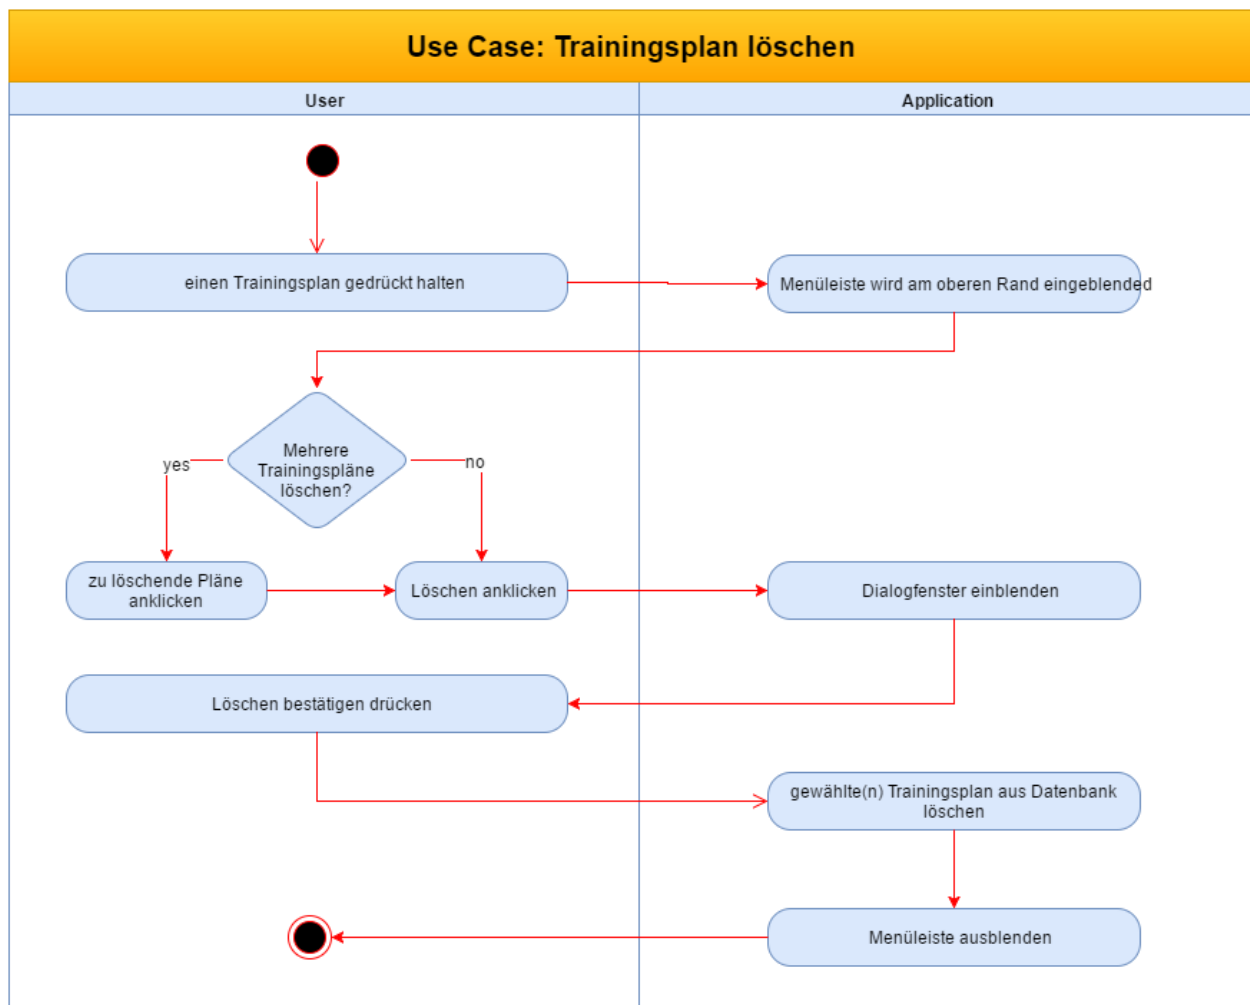 Use Case: Trainingsplan löschen
User
Application
einen Trainingsplan gedrückt halten
Menüleiste wird am oberen Rand eingeblended
Mehrere
Trainingspläne
löschen?
yes
no
zu löschende Pläne
anklicken
Löschen anklicken
Dialogfenster einblenden
Löschen bestätigen drücken
gewählte(n) Trainingsplan aus Datenbank
löschen
Menüleiste ausblenden